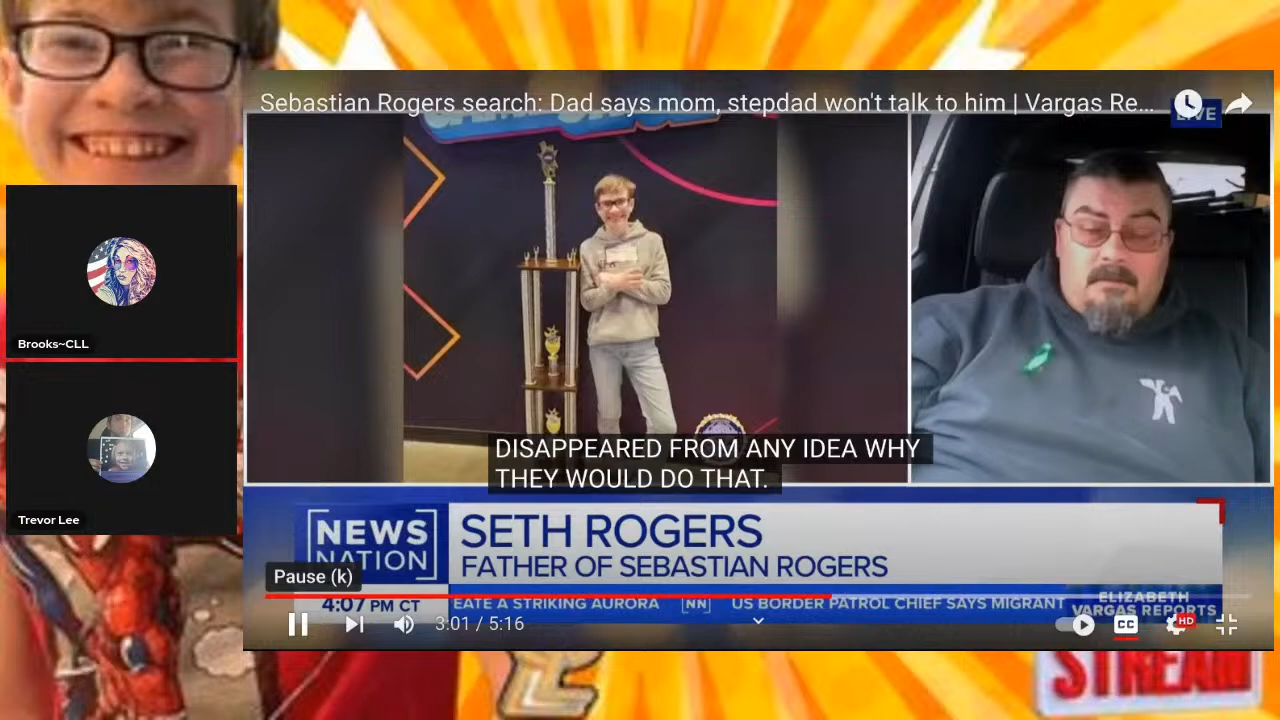 Sebastian Rogers search: Dad says mom, stepdad won't talk to him | Vargas Re...
LIVE
Brooks~CLL
DISAPPEARED FROM ANY IDEA WHY
THEY WOULD DO THAT.
Trevor Lee
NEWS
NATION
SETH ROGERS
FATHER OF SEBASTIAN ROGERS
Pause (k)
4:07 PM CT
EATE A STRIKING AURORA
NN
US BORDER PATROL CHIEF SAYS MIGRANT
ELIZABETH
VARGAS REPORTS
3:01 / 5:16
CC
HD
STREAM